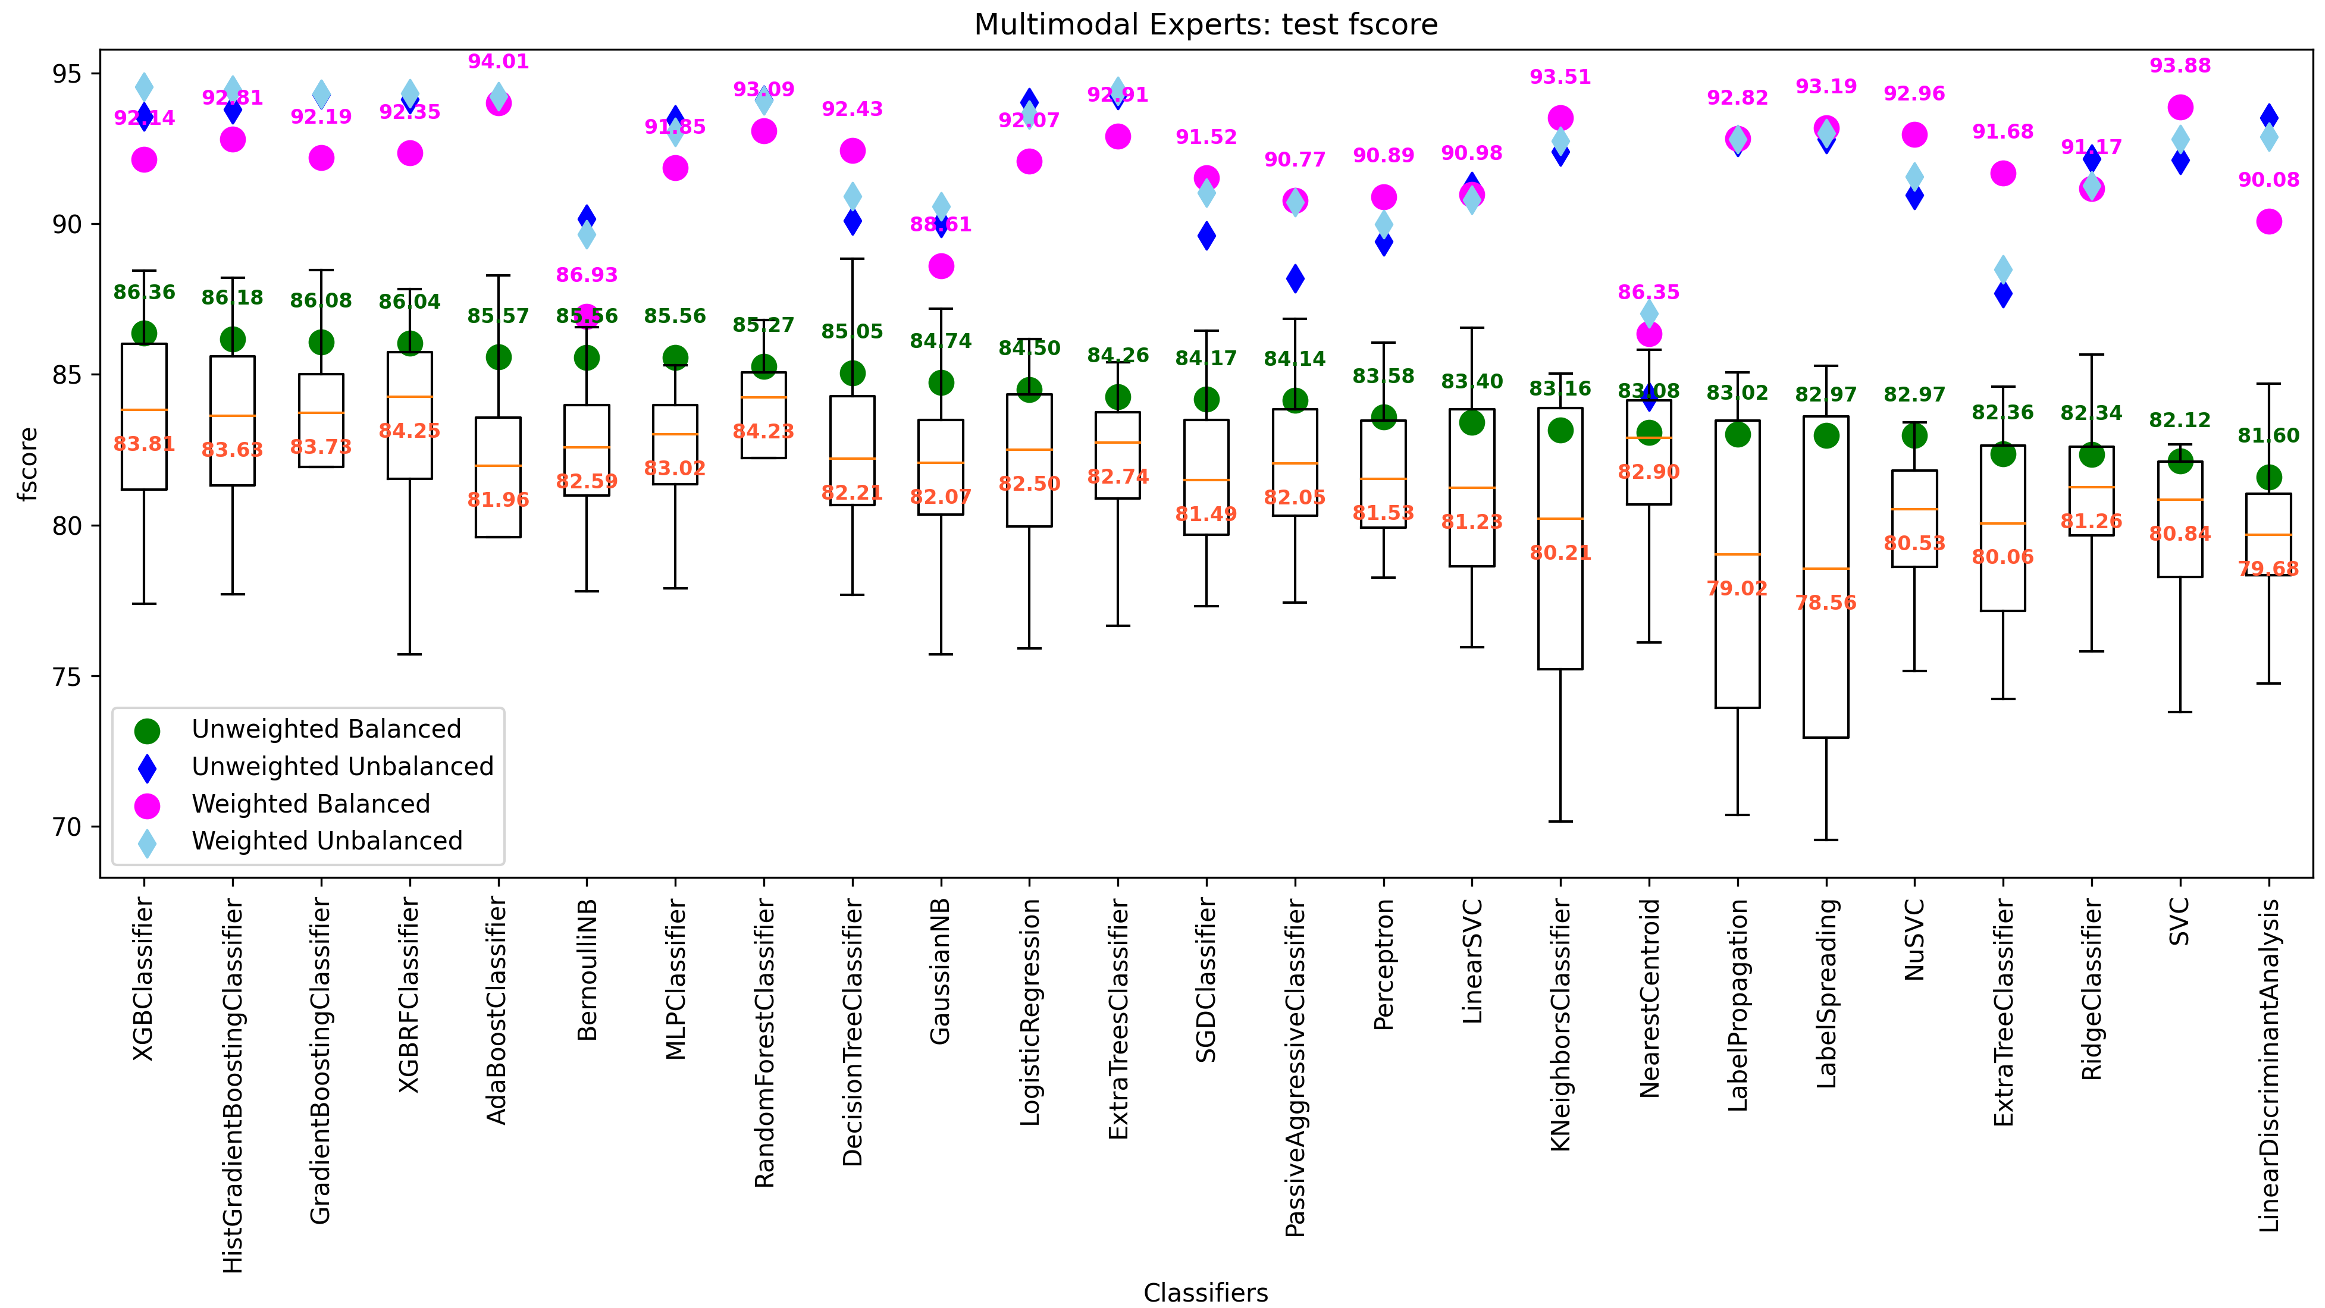 Multimodal Experts: test fscore
95
90
85
80
75
70
fscore
92.14
92.81
92.19
92.35
94.01
86.93
91.85
93.09
92.43
88.61
92.07
92.91
91.52
90.77
90.89
90.98
93.51
86.35
92.82
93.19
92.96
91.68
91.17
93.88
90.08
86.36
86.18
86.08
86.04
85.57
85.56
85.56
85.27
85.05
84.74
84.50
84.26
84.17
84.14
83.58
83.40
83.16
83.08
83.02
82.97
82.97
82.36
82.34
82.12
81.60
83.81
83.63
83.73
84.25
81.96
82.59
83.02
84.23
82.21
82.07
82.50
82.74
81.49
82.05
81.53
81.23
80.21
82.90
79.02
78.56
80.53
80.06
81.26
80.84
79.68
Unweighted Balanced
Unweighted Unbalanced
Weighted Balanced
Weighted Unbalanced
XGBClassifier
HistGradientBoostingClassifier
GradientBoostingClassifier
XGBRFClassifier
AdaBoostClassifier
BernoulliNB
MLPClassifier
RandomForestClassifier
DecisionTreeClassifier
GaussianNB
LogisticRegression
ExtraTreesClassifier
SGDClassifier
PassiveAggressiveClassifier
Perceptron
LinearSVC
KNeighborsClassifier
NearestCentroid
LabelPropagation
LabelSpreading
NuSVC
ExtraTreeClassifier
RidgeClassifier
SVC
LinearDiscriminantAnalysis
Classifiers